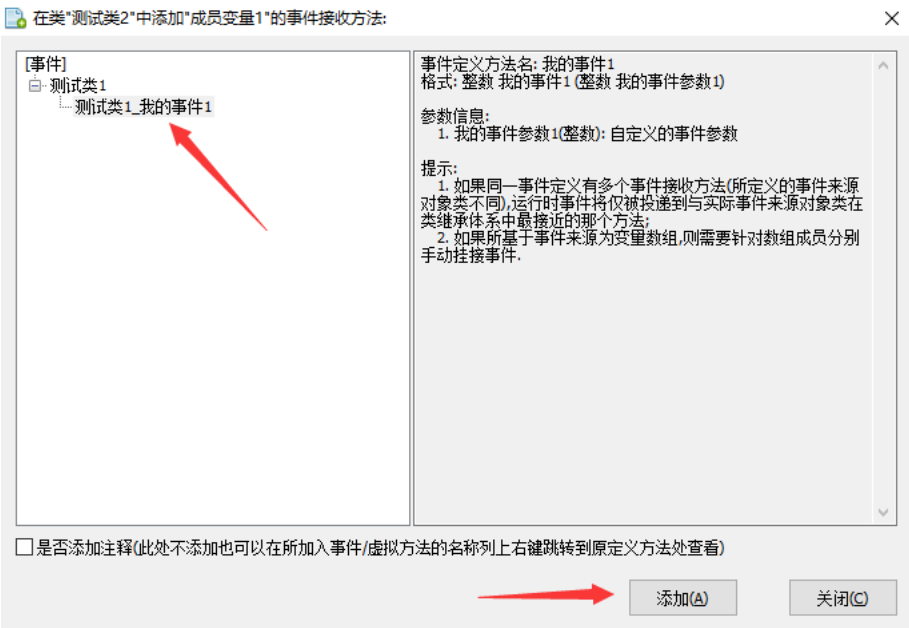 在类"测试类2"中添加"成员变量1"的事件接收方法:
[事件]
测试类1
测试类1_我的事件1
事件定义方法名: 我的事件1
格式: 整数 我的事件1 (整数 我的事件参数1)
参数信息:
1. 我的事件参数1(整数): 自定义的事件参数
提示:
1. 如果同一事件定义有多个事件接收方法(所定义的事件来源
对象类不同),运行时事件将仅被投递到与实际事件来源对象类在
类继承体系中最接近的那个方法;
2. 如果所基于事件来源为变量数组,则需要针对数组成员分别
手动挂接事件.
是否添加注释(此处不添加也可以在所加入事件/虚拟方法的名称列上右键跳转到原定义方法处查看)
添加(A)
关闭(C)